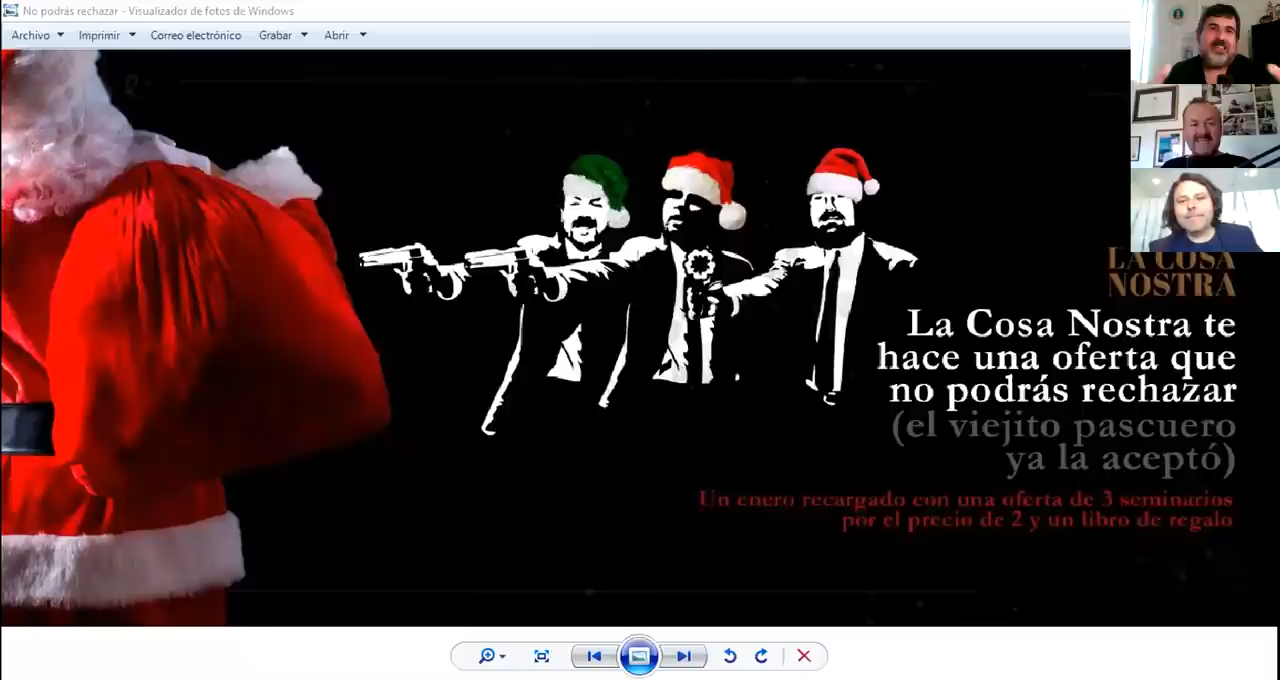 No podrás rechazar - Visualizador de fotos de Windows
Archivo Imprimir Correo electrónico Grabar Abrir
LA COSA
NOSTRA
La Cosa Nostra te
hace una oferta que
no podrás rechazar
(el viejito pascuero
ya la aceptó)
Un enero recargado con una oferta de 3 seminarios
por el precio de 2 y un libro de regalo